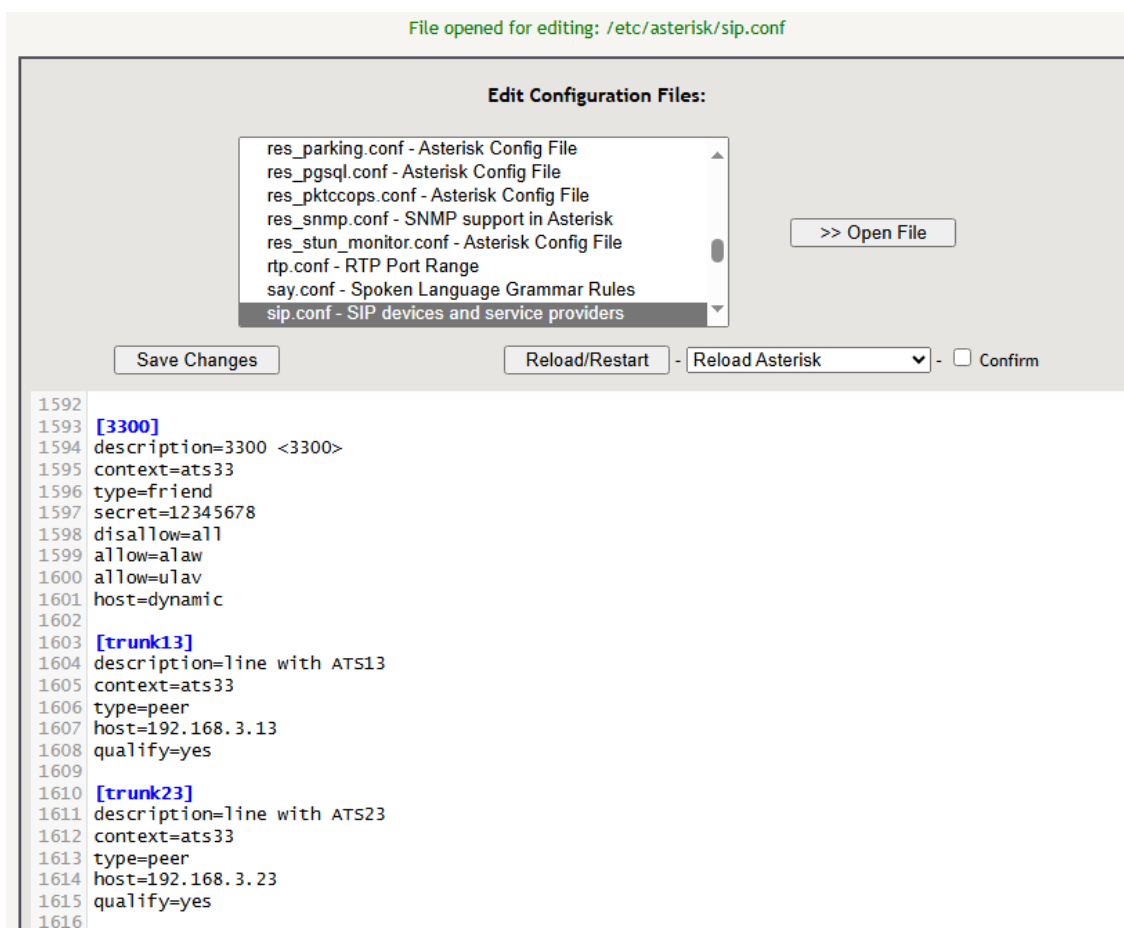 File opened for editing: /etc/asterisk/sip.conf
Edit Configuration Files:
res_parking.conf - Asterisk Config File
res_pgsql.conf - Asterisk Config File
res_pktccops.conf - Asterisk Config File
res_snmp.conf - SNMP support in Asterisk
res_stun_monitor.conf - Asterisk Config File
rtp.conf - RTP Port Range
say.conf - Spoken Language Grammar Rules
sip.conf - SIP devices and service providers
>> Open File
Save Changes
Reload/Restart - Reload Asterisk - Confirm
1592
1593 [3300]
1594 description=3300 <3300>
1595 context=ats33
1596 type=friend
1597 secret=12345678
1598 disallow=all
1599 allow=alaw
1600 allow=ulav
1601 host=dynamic
1602
1603 [trunk13]
1604 description=line with ATS13
1605 context=ats33
1606 type=peer
1607 host=192.168.3.13
1608 qualify=yes
1609
1610 [trunk23]
1611 description=line with ATS23
1612 context=ats33
1613 type=peer
1614 host=192.168.3.23
1615 qualify=yes
1616